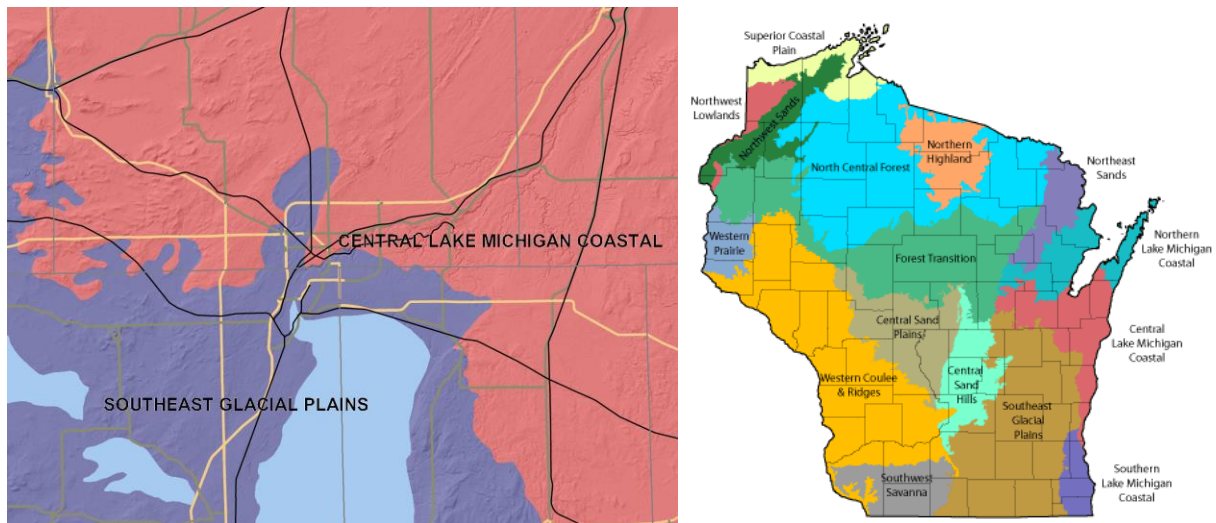 CENTRAL LAKE MICHIGAN COASTAL
SOUTHEAST GLACIAL PLAINS
Superior Coastal
Plain
Northwest
Lowlands
Northwest Sands
North Central Forest
Northern
Highland
Northeast
Sands
Western
Prairie
Forest Transition
Northern
Lake Michigan
Coastal
Central Sand
Plains
Central
Lake Michigan
Coastal
Western Coulee
& Ridges
Central
Sand
Hills
Southeast
Glacial
Plains
Southwest
Savanna
Southern
Lake Michigan
Coastal